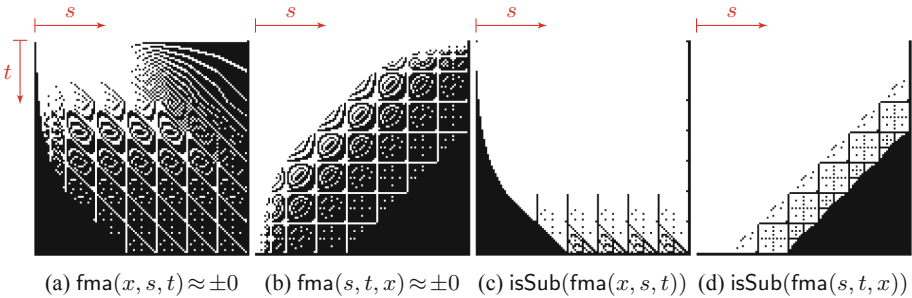 s s s s
t
(a) fma(x, s, t) ≈ ±0 (b) fma(s, t, x) ≈ ±0 (c) isSub(fma(x, s, t)) (d) isSub(fma(s, t, x))